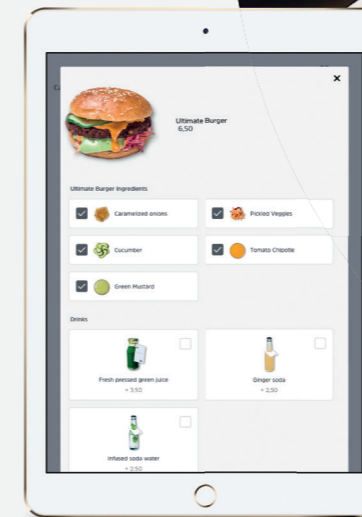 ×
Ultimate Burger
6,50
Ultimate Burger Ingredients
Caramelized onions
Pickled Veggies
Cucumber
Tomato Chipotle
Green Mustard
Drinks
Fresh pressed green juice
+ 3,50
Ginger soda
+ 2,50
Infused soda water
+ 2,50